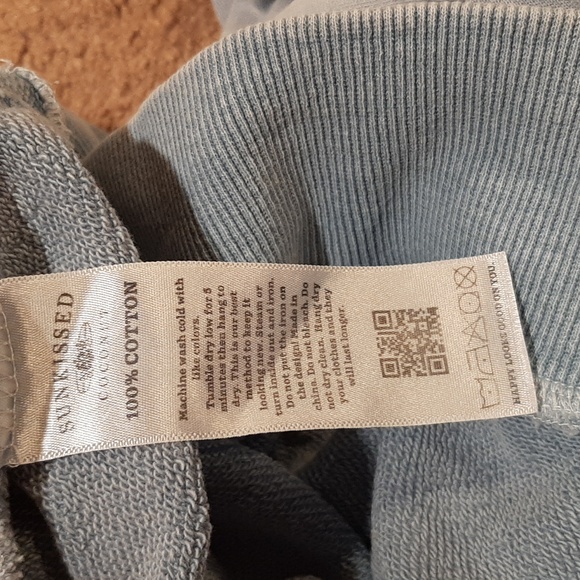 SUNKISSED
COCONUT
100% COTTON
Machine wash cold with
like colors.
Tumble dry low for 5
minutes then hang to
dry. This is our best
method to keep it
looking new. Steam or
turn inside out and iron.
Do not put the iron on
the design! Made in
china. Do not bleach. Do
not dry clean. Hang dry
your clothes and they
will last longer.
HAPPY LOOKS GOOD ON YOU.